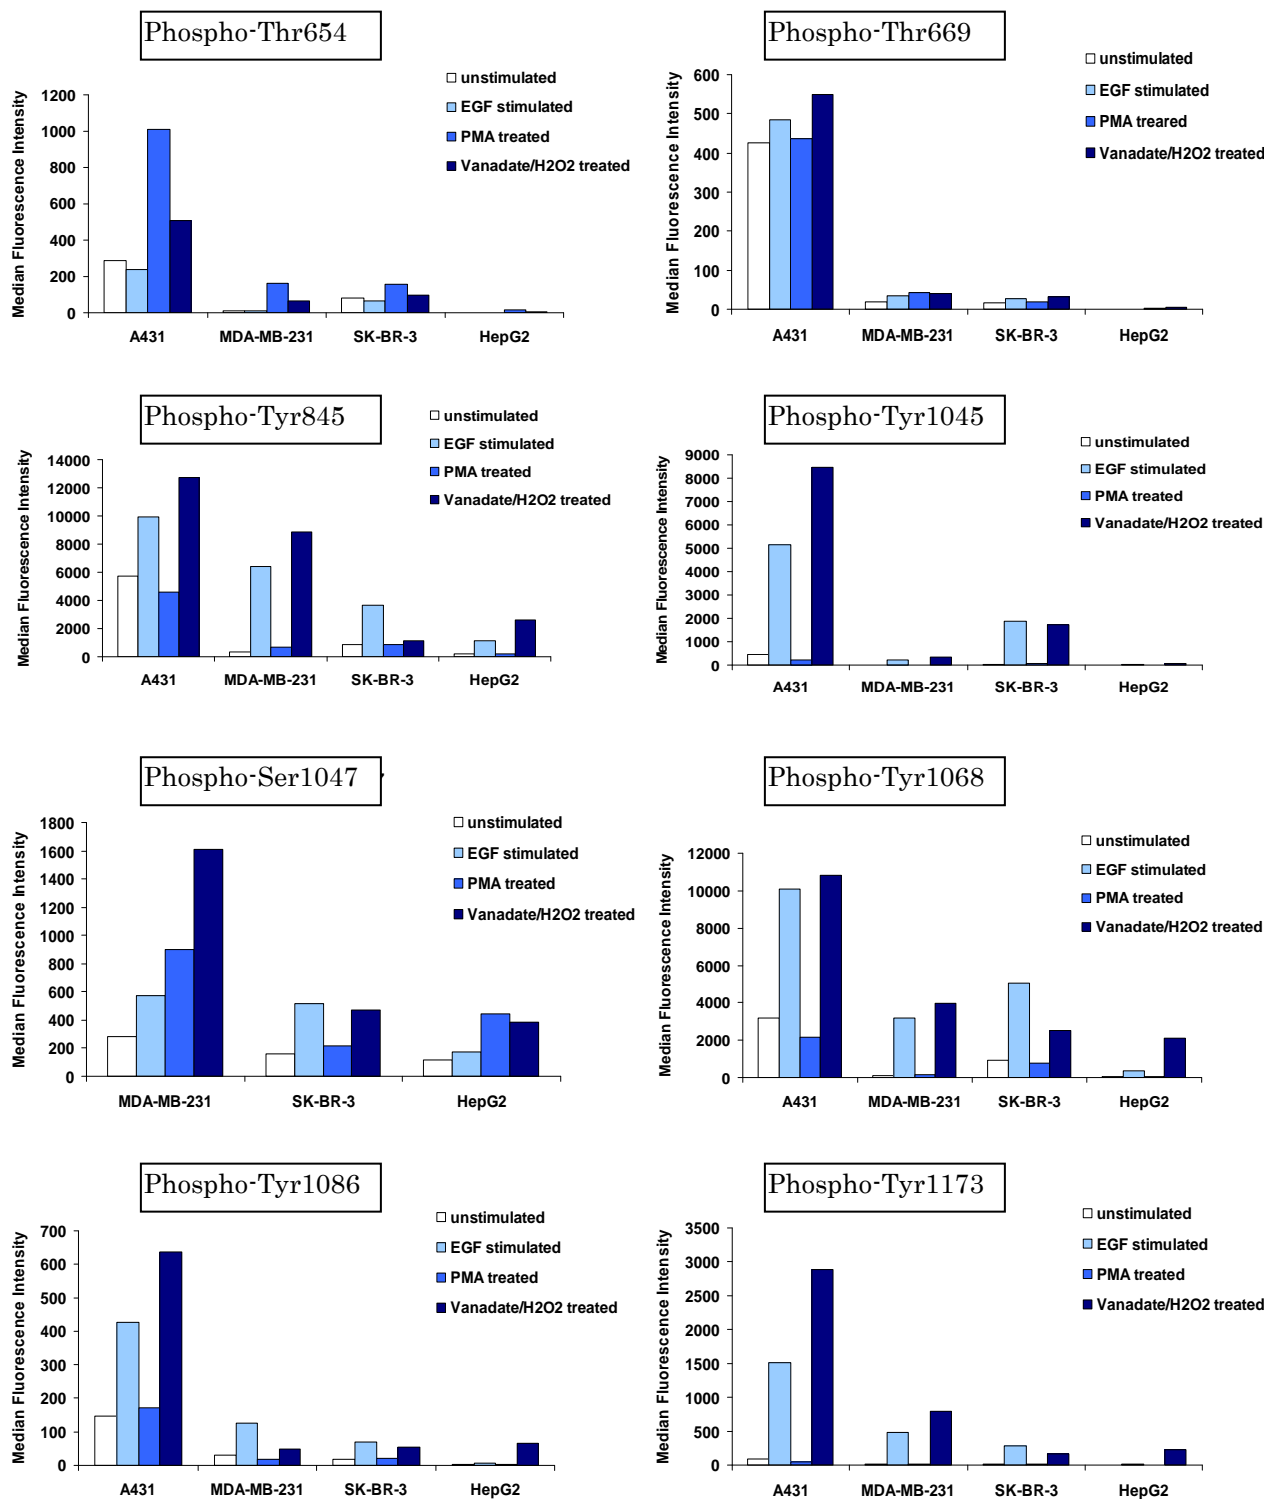 Phospho-Thr654
unstimulated
EGF stimulated
PMA treated
Vanadate/H2O2 treated
Median Fluorescence Intensity
1200
1000
800
600
400
200
0
A431 MDA-MB-231 SK-BR-3 HepG2
Phospho-Thr669
unstimulated
EGF stimulated
PMA treared
Vanadate/H2O2 treated
Median Fluorescence Intensity
600
500
400
300
200
100
0
A431 MDA-MB-231 SK-BR-3 HepG2
Phospho-Tyr845
unstimulated
EGF stimulated
PMA treated
Vanadate/H2O2 treated
Median Fluorescence Intensity
14000
12000
10000
8000
6000
4000
2000
0
A431 MDA-MB-231 SK-BR-3 HepG2
Phospho-Tyr1045
unstimulated
EGF stimulated
PMA treated
Vanadate/H2O2 treated
Median Fluorescence Intensity
9000
8000
7000
6000
5000
4000
3000
2000
1000
0
A431 MDA-MB-231 SK-BR-3 HepG2
Phospho-Ser1047
unstimulated
EGF stimulated
PMA treated
Vanadate/H2O2 treated
Median Fluorescence Intensity
1800
1600
1400
1200
1000
800
600
400
200
0
MDA-MB-231 SK-BR-3 HepG2
Phospho-Tyr1068
unstimulated
EGF stimulated
PMA treated
Vanadate/H2O2 treated
Median Fluorescence Intensity
12000
10000
8000
6000
4000
2000
0
A431 MDA-MB-231 SK-BR-3 HepG2
Phospho-Tyr1086
unstimulated
EGF stimulated
PMA treated
Vanadate/H2O2 treated
Median Fluorescence Intensity
700
600
500
400
300
200
100
0
A431 MDA-MB-231 SK-BR-3 HepG2
Phospho-Tyr1173
unstimulated
EGF stimulated
PMA treated
Vanadate/H2O2 treated
Median Fluorescence Intensity
3500
3000
2500
2000
1500
1000
500
0
A431 MDA-MB-231 SK-BR-3 HepG2